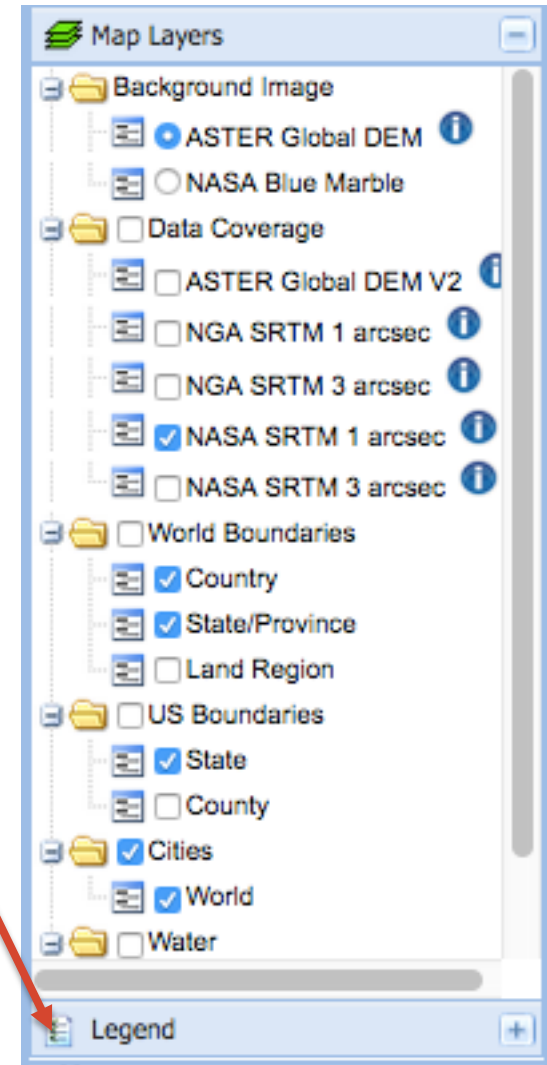 Map Layers
Background Image
ASTER Global DEM
NASA Blue Marble
Data Coverage
ASTER Global DEM V2
NGA SRTM 1 arcsec
NGA SRTM 3 arcsec
NASA SRTM 1 arcsec
NASA SRTM 3 arcsec
World Boundaries
Country
State/Province
Land Region
US Boundaries
State
County
Cities
World
Water
Legend